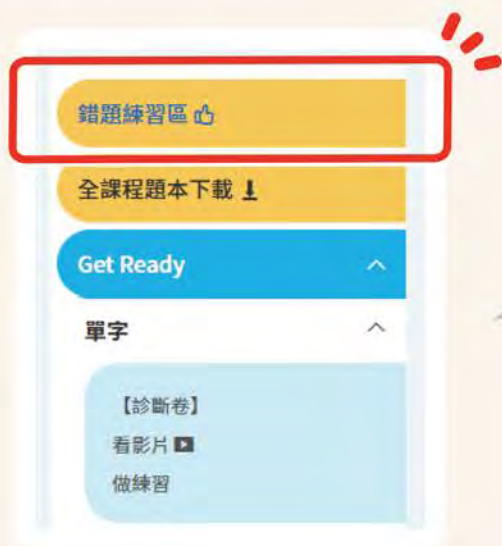 錯題練習區
全課程題本下載
Get Ready
單字
【診斷卷】
看影片
做練習